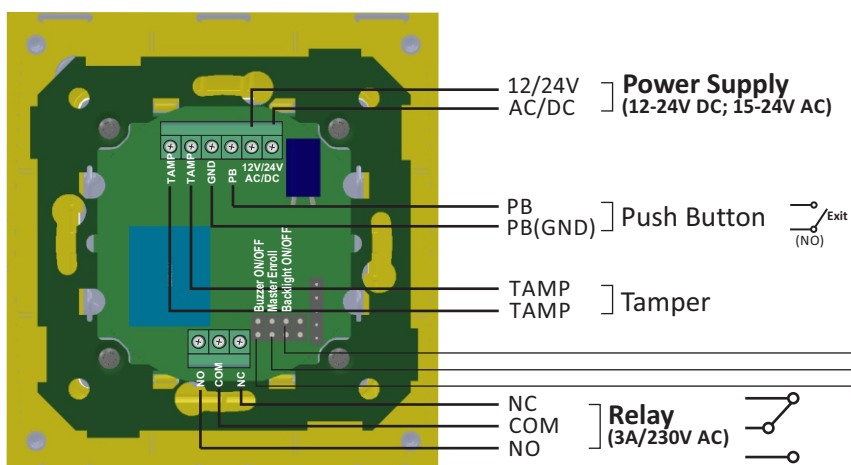 12/24V
AC/DC
Power Supply
(12-24V DC; 15-24V AC)
TAMP
TAMP
GND
PB
12V/24V
AC/DC
PB
PB(GND)
Push Button
Exit
(NO)
Buzzer ON/OFF
Master Enroll
Backlight ON/OFF
TAMP
TAMP
Tamper
NO
COM
NC
NC
COM
NO
Relay
(3A/230V AC)